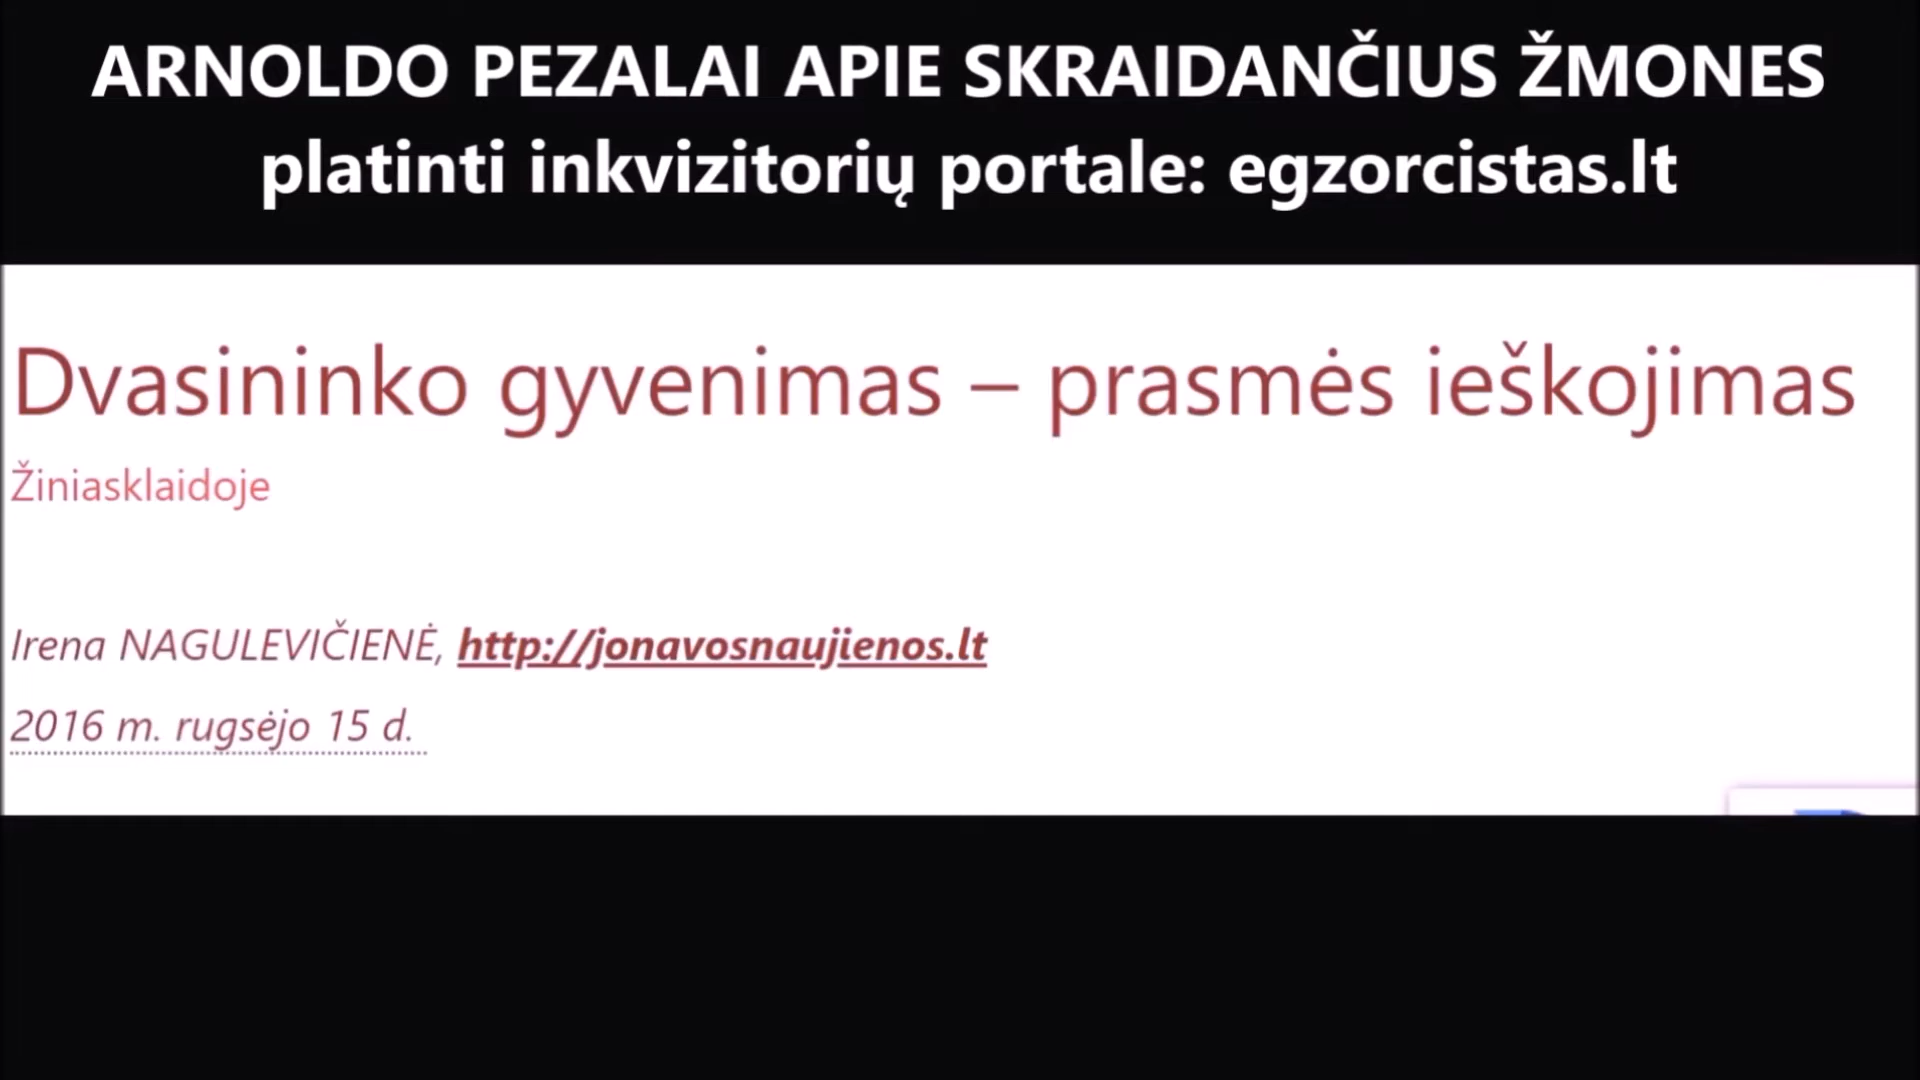 ARNOLDO PEZALAI APIE SKRAIDANČIUS ŽMONES
platinti inkvizitorių portale: egzorcistas.lt
Dvasininko gyvenimas – prasmės ieškojimas
Žiniasklaidoje
Irena NAGULEVIČIENĖ, http://jonavosnaujienos.lt
2016 m. rugsėjo 15 d.